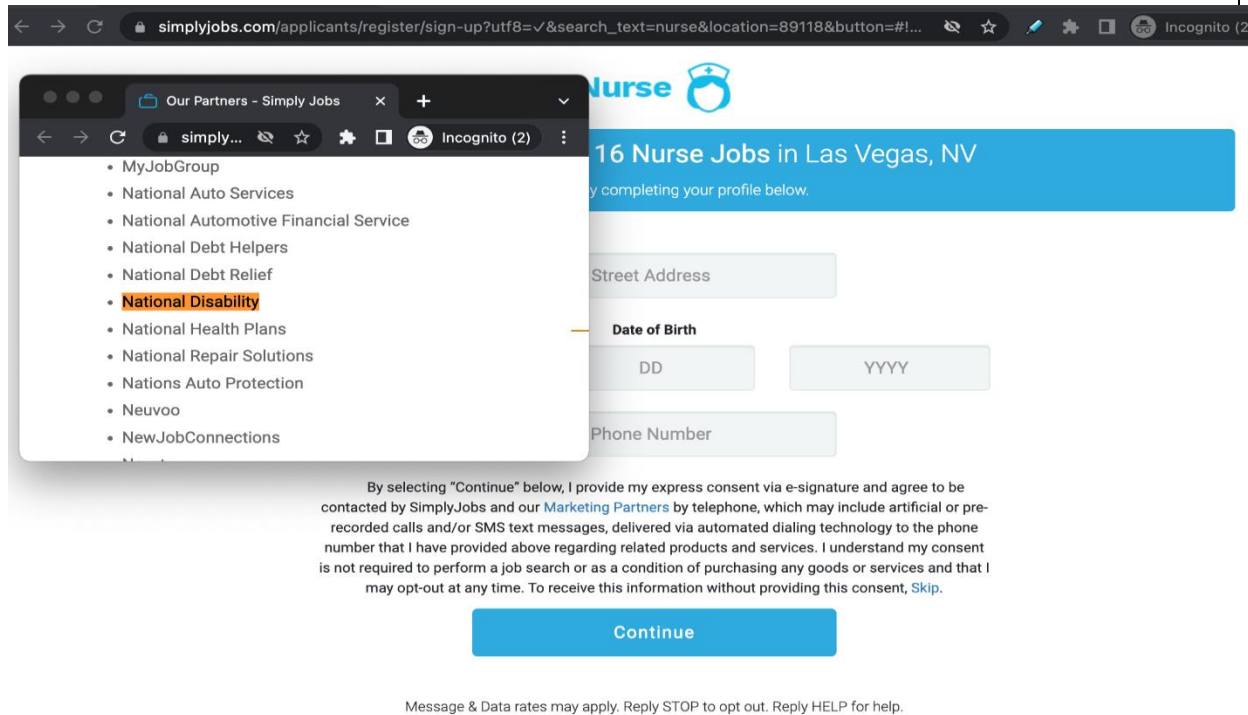 simplyjobs.com/applicants/register/sign-up?utf8=✓&search_text=nurse&location=89118&button=#!...
Incognito (2
Nurse
16 Nurse Jobs in Las Vegas, NV
y completing your profile below.
Our Partners - Simply Jobs
simply...
Incognito (2)
• MyJobGroup
• National Auto Services
• National Automotive Financial Service
• National Debt Helpers
• National Debt Relief
• National Disability
• National Health Plans
• National Repair Solutions
• Nations Auto Protection
• Neuvoo
• NewJobConnections
Street Address
Date of Birth
DD
YYYY
Phone Number
By selecting "Continue" below, I provide my express consent via e-signature and agree to be
contacted by SimplyJobs and our Marketing Partners by telephone, which may include artificial or pre-
recorded calls and/or SMS text messages, delivered via automated dialing technology to the phone
number that I have provided above regarding related products and services. I understand my consent
is not required to perform a job search or as a condition of purchasing any goods or services and that I
may opt-out at any time. To receive this information without providing this consent, Skip.
Continue
Message & Data rates may apply. Reply STOP to opt out. Reply HELP for help.